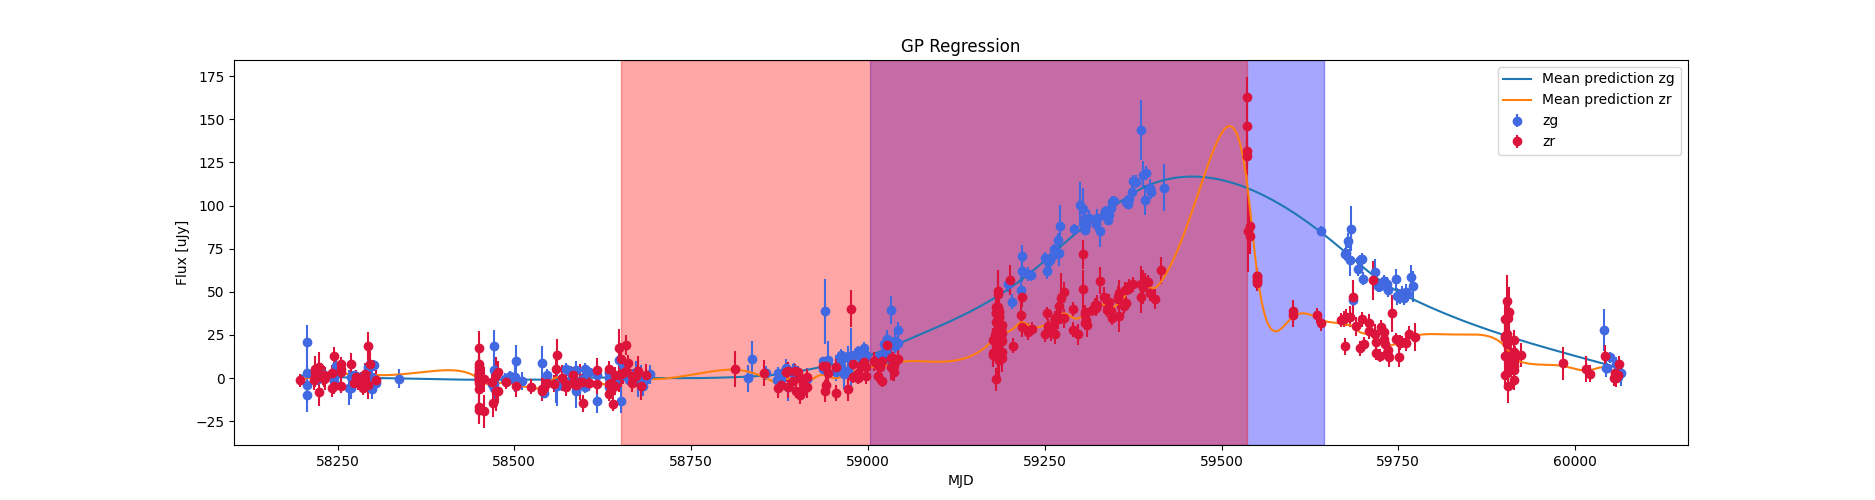 GP Regression
Mean prediction zg
Mean prediction zr
zg
zr
Flux [uJy]
175
150
125
100
75
50
25
0
−25
58250
58500
58750
59000
59250
59500
59750
60000
MJD